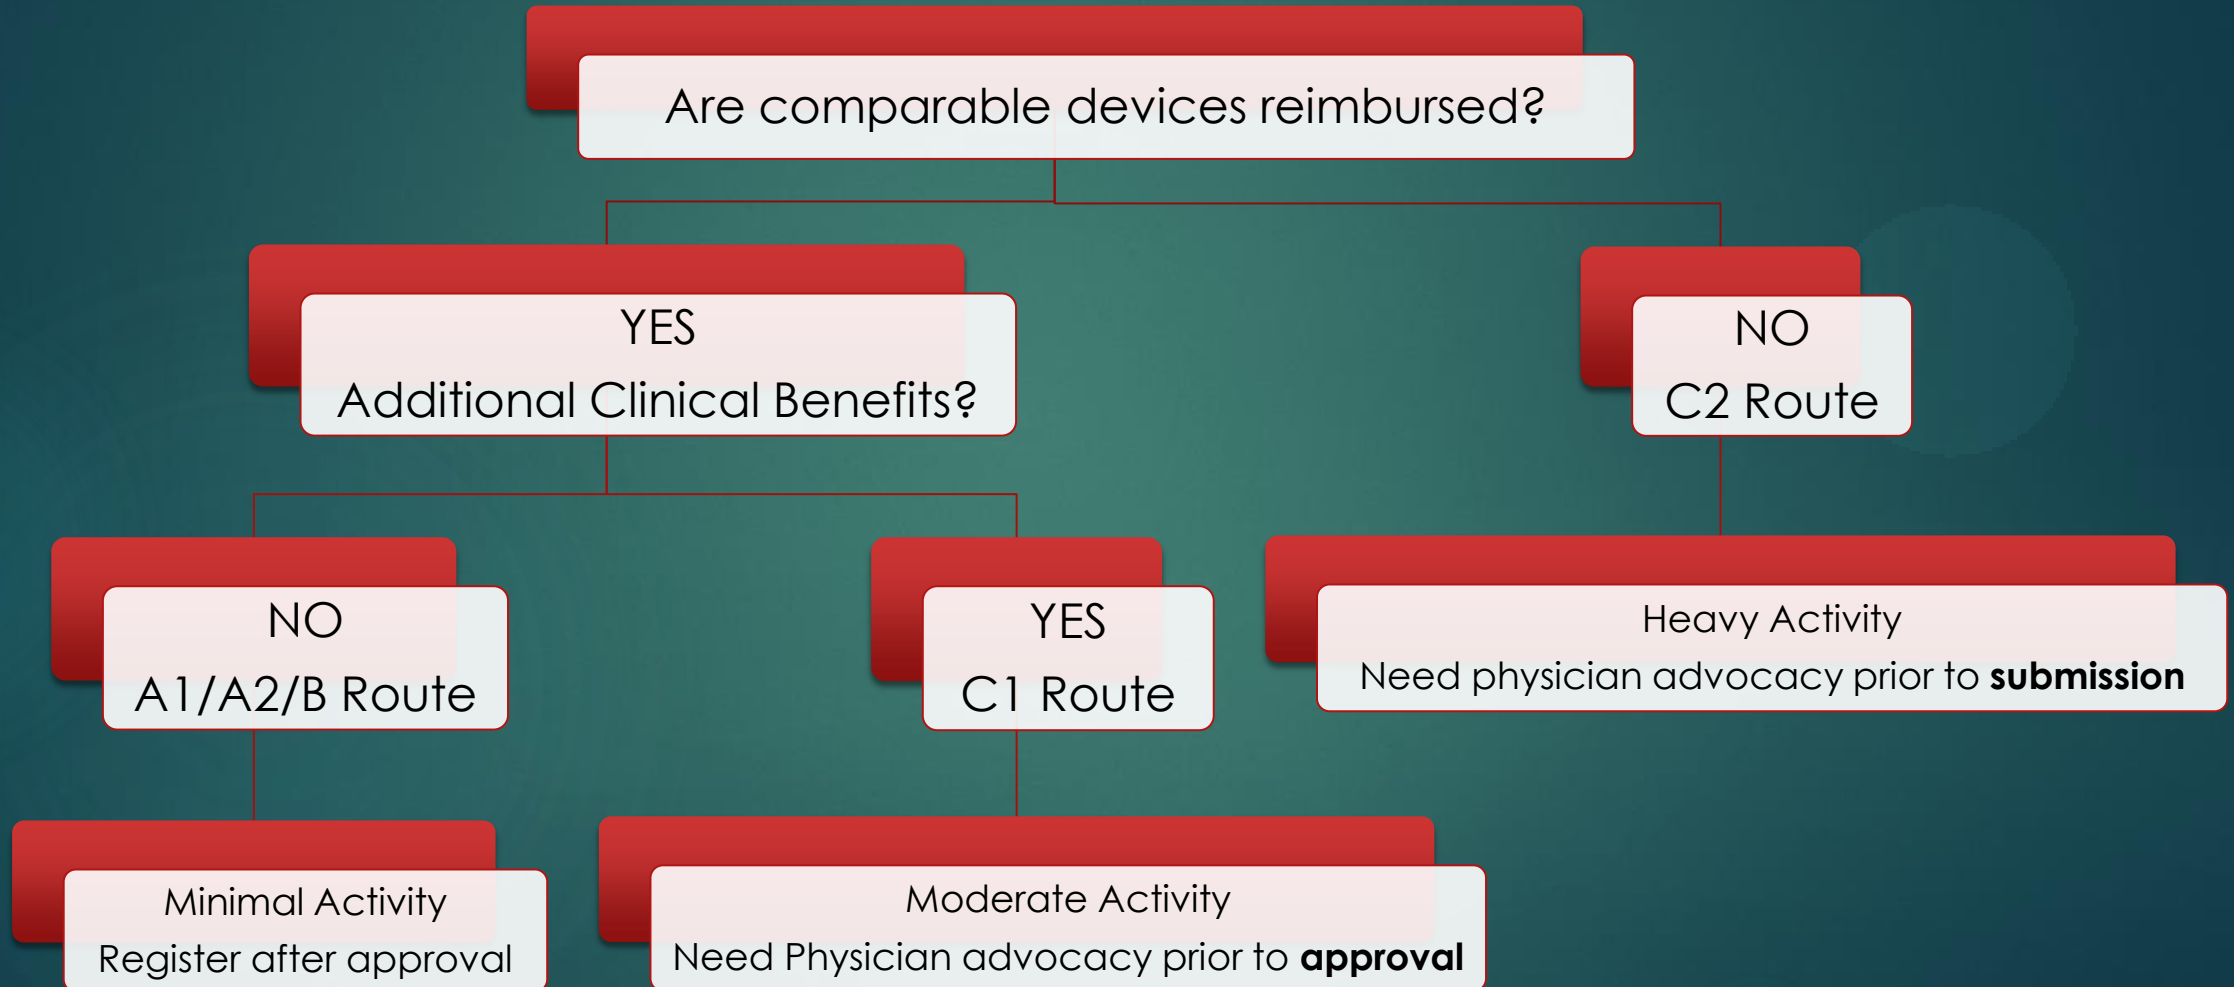 Are comparable devices reimbursed?
YES
Additional Clinical Benefits?
NO
C2 Route
NO
A1/A2/B Route
YES
C1 Route
Heavy Activity
Need physician advocacy prior to submission
Minimal Activity
Register after approval
Moderate Activity
Need Physician advocacy prior to approval